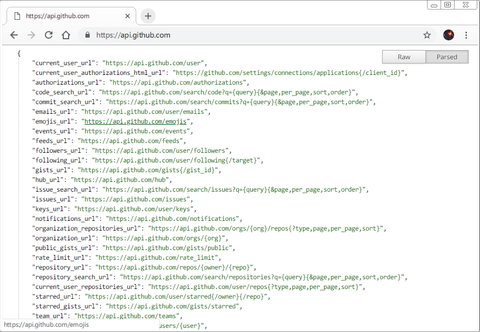 https://api.github.com
https://api.github.com
Raw
Parsed
{
"current_user_url": "https://api.github.com/user",
"current_user_authorizations_html_url": "https://github.com/settings/connections/applications{/client_id}",
"authorizations_url": "https://api.github.com/authorizations",
"code_search_url": "https://api.github.com/search/code?q={query}{&page,per_page,sort,order}",
"commit_search_url": "https://api.github.com/search/commits?q={query}{&page,per_page,sort,order}",
"emails_url": "https://api.github.com/user/emails",
"emojis_url": "https://api.github.com/emojis",
"events_url": "https://api.github.com/events",
"feeds_url": "https://api.github.com/feeds",
"followers_url": "https://api.github.com/user/followers",
"following_url": "https://api.github.com/user/following{/target}",
"gists_url": "https://api.github.com/gists{/gist_id}",
"hub_url": "https://api.github.com/hub",
"issue_search_url": "https://api.github.com/search/issues?q={query}{&page,per_page,sort,order}",
"issues_url": "https://api.github.com/issues",
"keys_url": "https://api.github.com/user/keys",
"notifications_url": "https://api.github.com/notifications",
"organization_repositories_url": "https://api.github.com/orgs/{org}/repos{?type,page,per_page,sort}",
"organization_url": "https://api.github.com/orgs/{org}",
"public_gists_url": "https://api.github.com/gists/public",
"rate_limit_url": "https://api.github.com/rate_limit",
"repository_url": "https://api.github.com/repos/{owner}/{repo}",
"repository_search_url": "https://api.github.com/search/repositories?q={query}{&page,per_page,sort,order}",
"current_user_repositories_url": "https://api.github.com/user/repos{?type,page,per_page,sort}",
"starred_url": "https://api.github.com/user/starred{/owner}{/repo}",
"starred_gists_url": "https://api.github.com/gists/starred",
"team_url": "https://api.github.com/teams",
https://api.github.com/emojis
users/{user}",